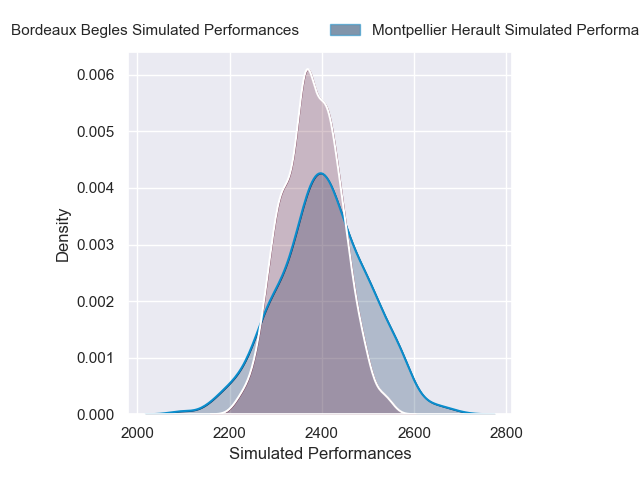 Bordeaux Begles Simulated Performances
Montpellier Herault Simulated Performa
0.006
0.005
0.004
0.003
0.002
0.001
0.000
Density
2000 2200 2400 2600 2800
Simulated Performances